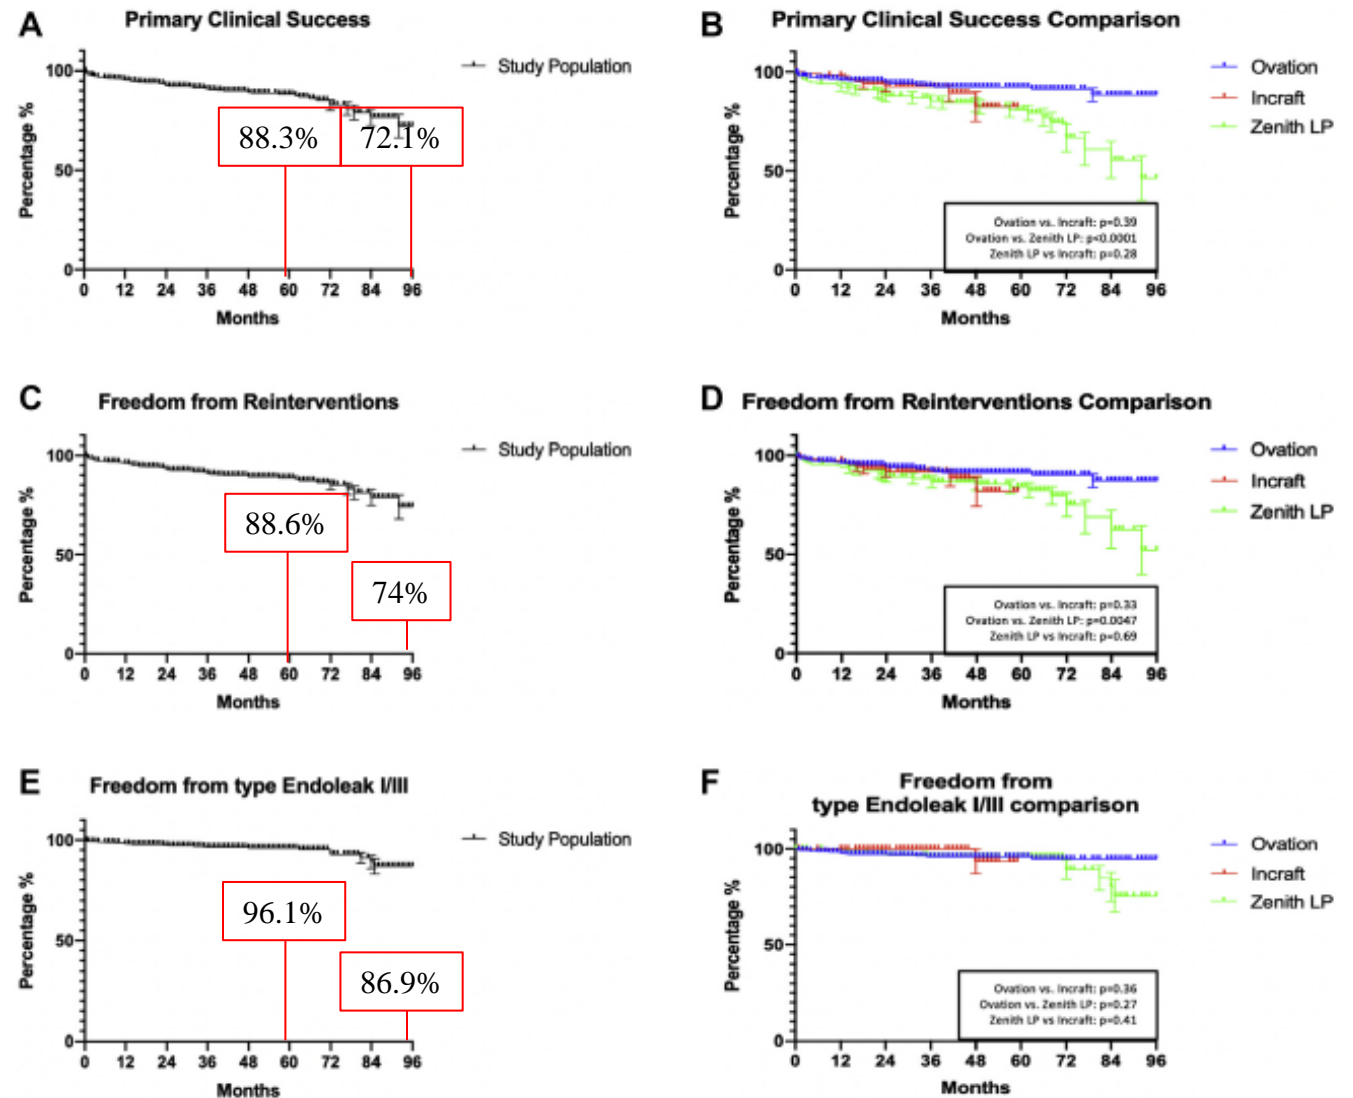 A
Primary Clinical Success
Percentage %
100
50
0
0 12 24 36 48 60 72 84 96
Months
Study Population
88.3%
72.1%
B
Primary Clinical Success Comparison
Percentage %
100
50
0
0 12 24 36 48 60 72 84 96
Months
Ovation
Incraft
Zenith LP
Ovation vs. Incraft: p=0.39
Ovation vs. Zenith LP: p<0.0001
Zenith LP vs Incraft: p=0.28
C
Freedom from Reinterventions
Percentage %
100
50
0
0 12 24 36 48 60 72 84 96
Months
Study Population
88.6%
74%
D
Freedom from Reinterventions Comparison
Percentage %
100
50
0
0 12 24 36 48 60 72 84 96
Months
Ovation
Incraft
Zenith LP
Ovation vs. Incraft: p=0.33
Ovation vs. Zenith LP: p=0.0047
Zenith LP vs Incraft: p=0.69
E
Freedom from type Endoleak I/III
Percentage %
100
50
0
0 12 24 36 48 60 72 84 96
Months
Study Population
96.1%
86.9%
F
Freedom from
type Endoleak I/III comparison
Percentage %
100
50
0
0 12 24 36 48 60 72 84 96
Months
Ovation
Incraft
Zenith LP
Ovation vs. Incraft: p=0.36
Ovation vs. Zenith LP: p=0.27
Zenith LP vs Incraft: p=0.41